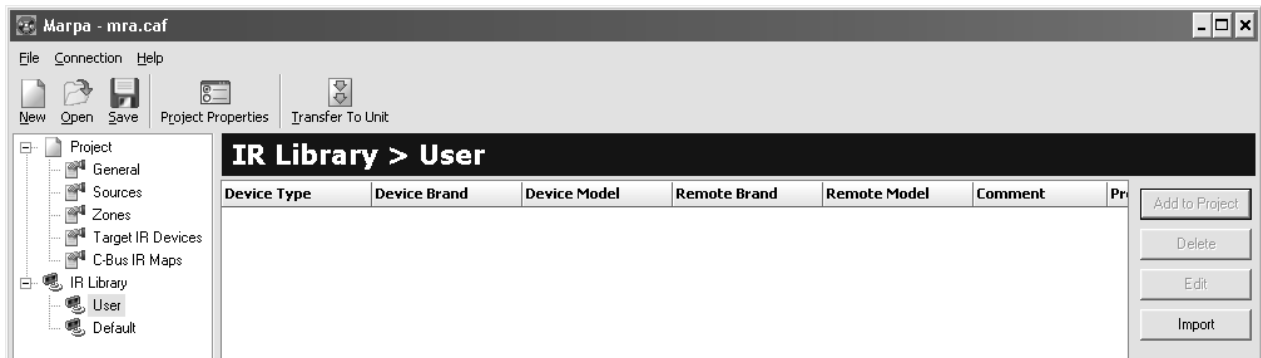 Marpa - mra.caf
File Connection Help
New Open Save Project Properties Transfer To Unit
Project
General
Sources
Zones
Target IR Devices
C-Bus IR Maps
IR Library
User
Default
IR Library > User
Device Type Device Brand Device Model Remote Brand Remote Model Comment Pr
Add to Project
Delete
Edit
Import